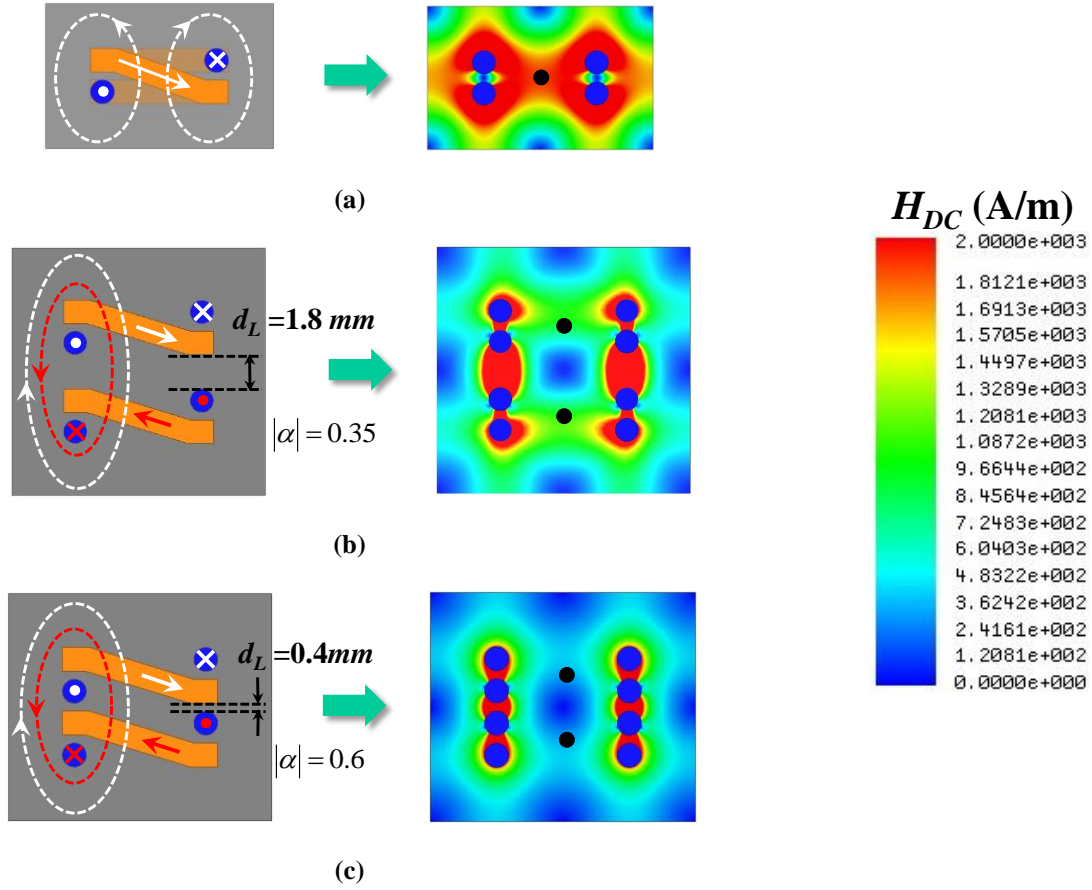 (a)
H_DC (A/m)
2.0000e+003
1.8121e+003
1.6913e+003
1.5705e+003
1.4497e+003
1.3289e+003
1.2081e+003
1.0872e+003
9.6644e+002
8.4564e+002
7.2483e+002
6.0403e+002
4.8322e+002
3.6242e+002
2.4161e+002
1.2081e+002
0.0000e+000
d_L =1.8 mm
|α| = 0.35
(b)
d_L =0.4mm
|α| = 0.6
(c)